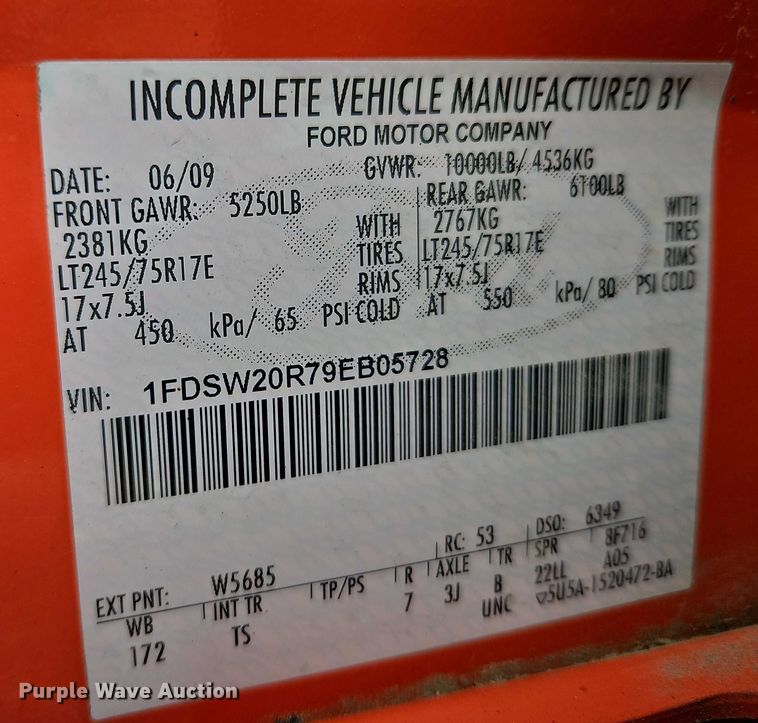 INCOMPLETE VEHICLE MANUFACTURED BY
FORD MOTOR COMPANY
DATE: 06/09 GVWR: 10000LB/ 4536KG
FRONT GAWR: 5250LB REAR GAWR: 6100LB
2381KG WITH 2767KG WITH
LT245/75R17E TIRES LT245/75R17E TIRES
17x7.5J RIMS 17x7.5J RIMS
AT 450 kPa/ 65 PSI COLD AT 550 kPa/ 80 PSI COLD
VIN: 1FDSW20R79EB05728
EXT PNT: W5685 RC: 53 DSO: 6349
WB INT TR TP/PS R AXLE TR SPR 8F716
172 TS 7 3J B 22LL A05
UNC ▽5U5A-1520472-BA
Purple Wave Auction